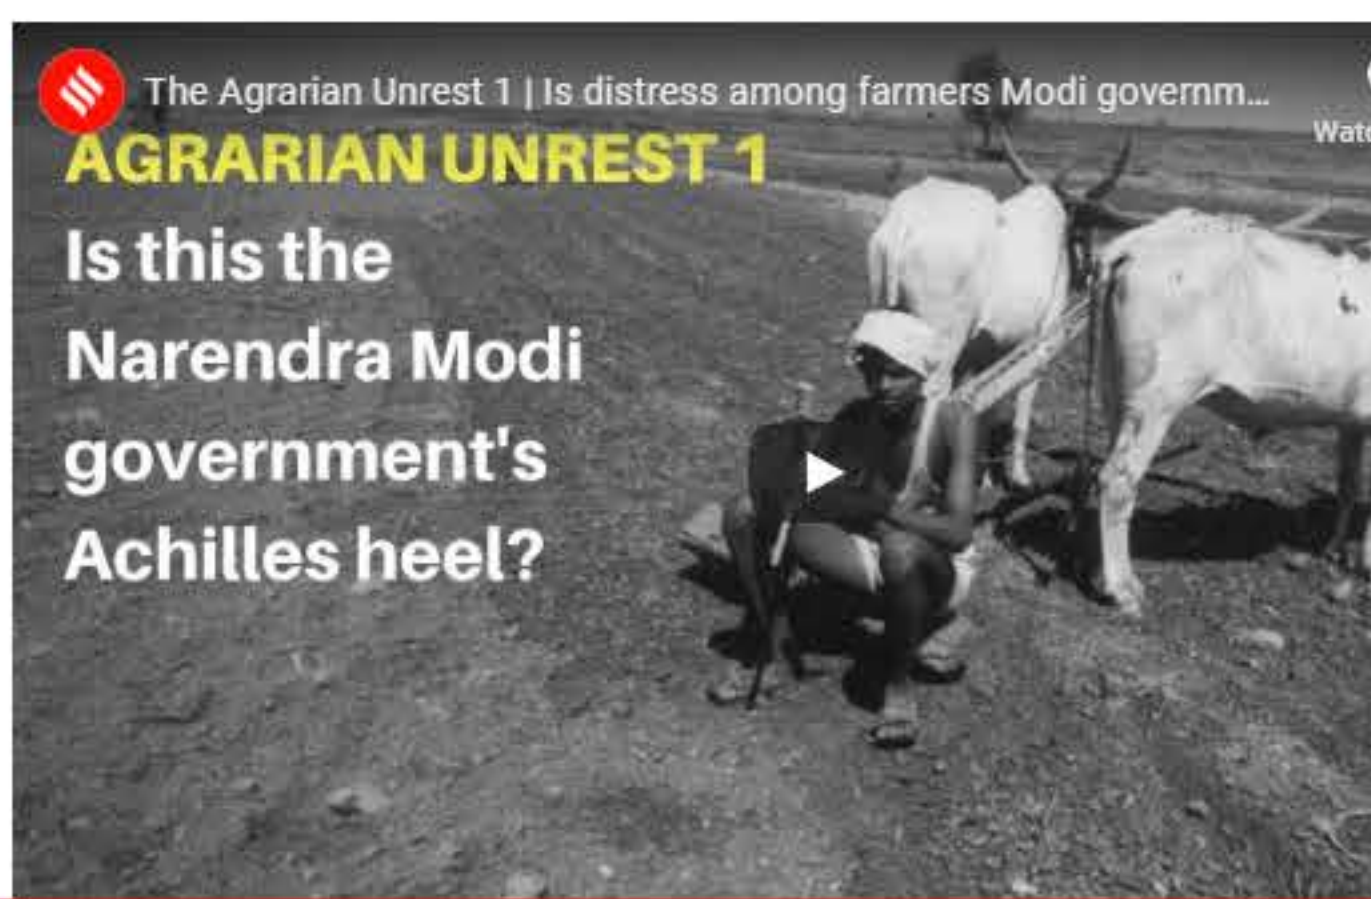 The Agrarian Unrest 1 | Is distress among farmers Modi governm...
Wat
AGRARIAN UNREST 1
Is this the
Narendra Modi
government's
Achilles heel?